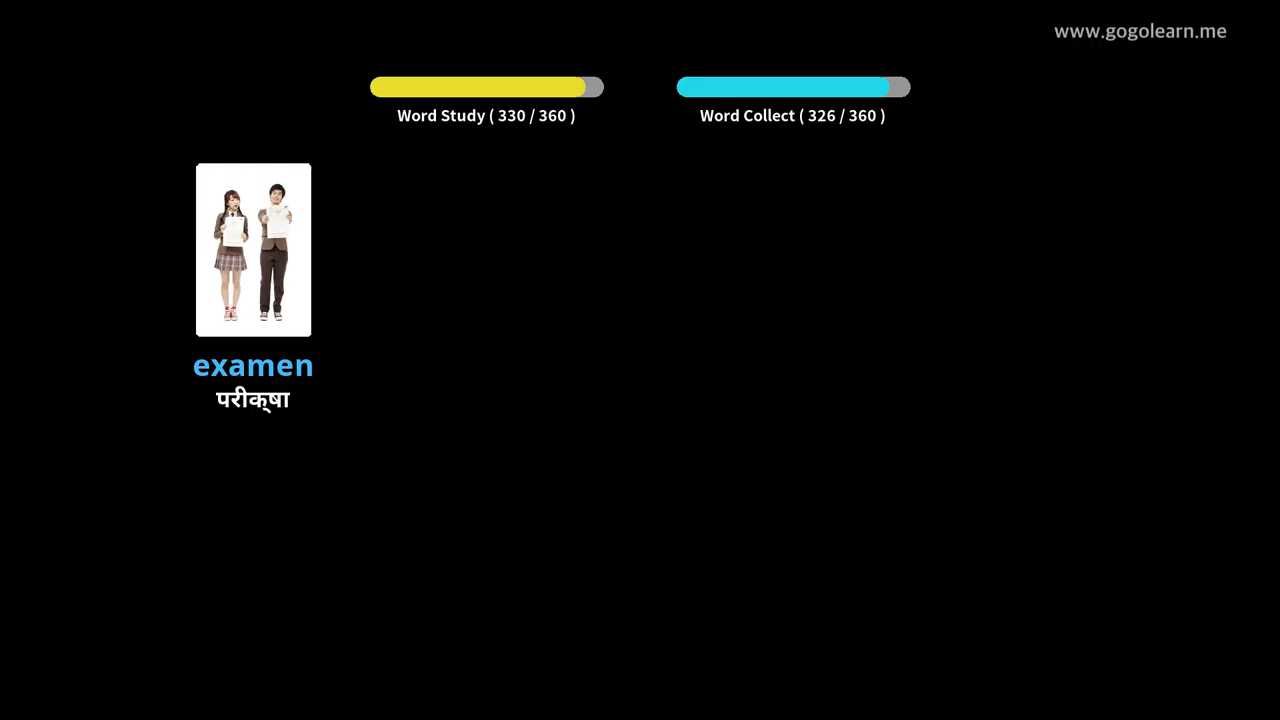 www.gogolearn.me
Word Study ( 330 / 360 )
Word Collect ( 326 / 360 )
examen
परीक्षा